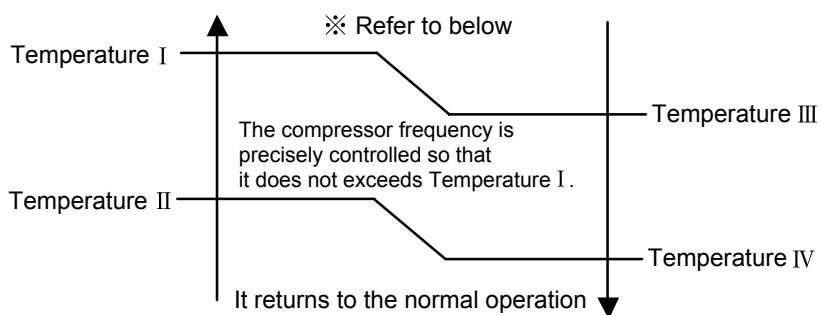 ※ Refer to below
Temperature Ⅰ
Temperature Ⅲ
The compressor frequency is
precisely controlled so that
it does not exceeds Temperature Ⅰ.
Temperature Ⅱ
Temperature Ⅳ
It returns to the normal operation